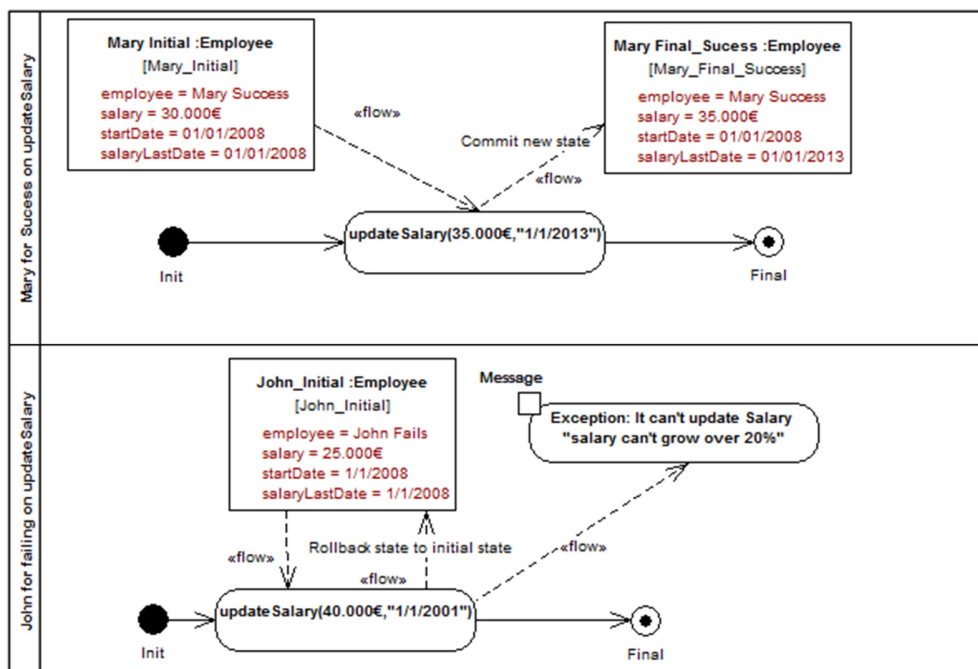 Mary for Sucess on updateSalary
Mary Initial :Employee
[Mary_Initial]
employee = Mary Success
salary = 30.000€
startDate = 01/01/2008
salaryLastDate = 01/01/2008
«flow»
Commit new state
«flow»
Mary Final_Sucess :Employee
[Mary_Final_Success]
employee = Mary Success
salary = 35.000€
startDate = 01/01/2008
salaryLastDate = 01/01/2013
Init
updateSalary(35.000€,"1/1/2013")
Final
John for failing on updateSalary
John_Initial :Employee
[John_Initial]
employee = John Fails
salary = 25.000€
startDate = 1/1/2008
salaryLastDate = 1/1/2008
Message
Exception: It can't update Salary
"salary can't grow over 20%"
«flow»
Rollback state to initial state
«flow»
«flow»
Init
updateSalary(40.000€,"1/1/2001")
Final